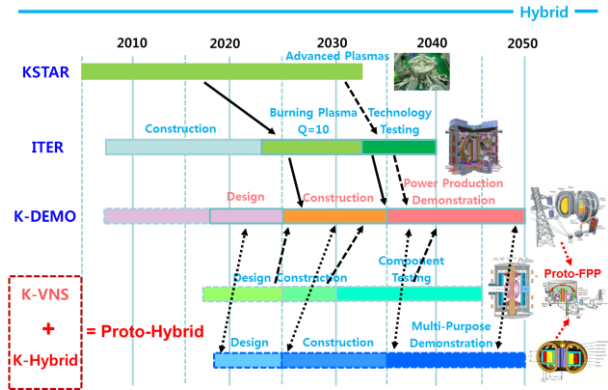 Hybrid
2010 2020 2030 2040 2050
Advanced Plasmas
KSTAR
Burning Plasma Technology
Construction Q=10 Testing
ITER
Power Production
Design Construction Demonstration
K-DEMO
Component
Design Construction Testing
Proto-FPP
K-VNS
+ = Proto-Hybrid
Multi-Purpose
Design Construction Demonstration
K-Hybrid